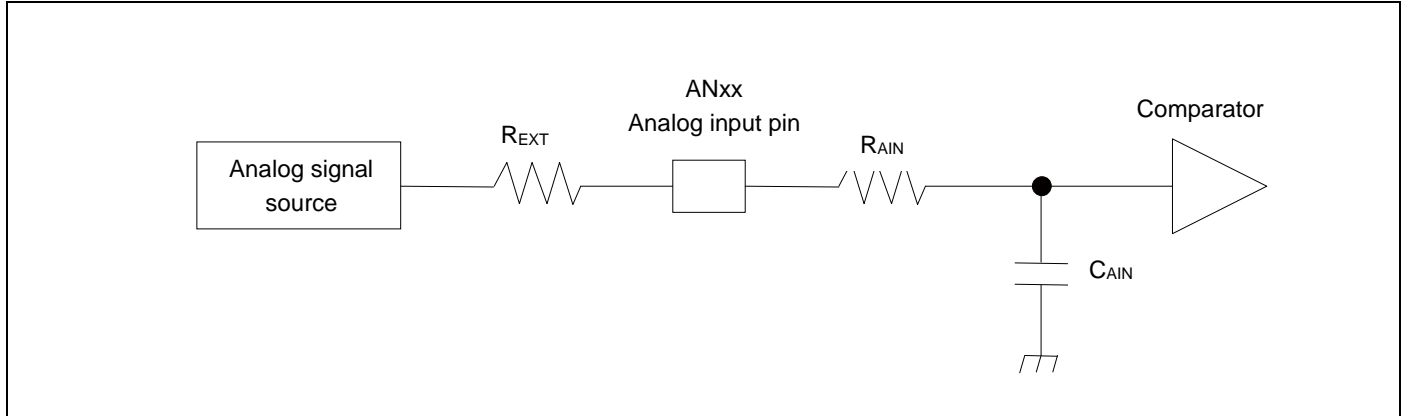 ANxx
Analog input pin
Comparator
REXT
RAIN
Analog signal
source
CAIN